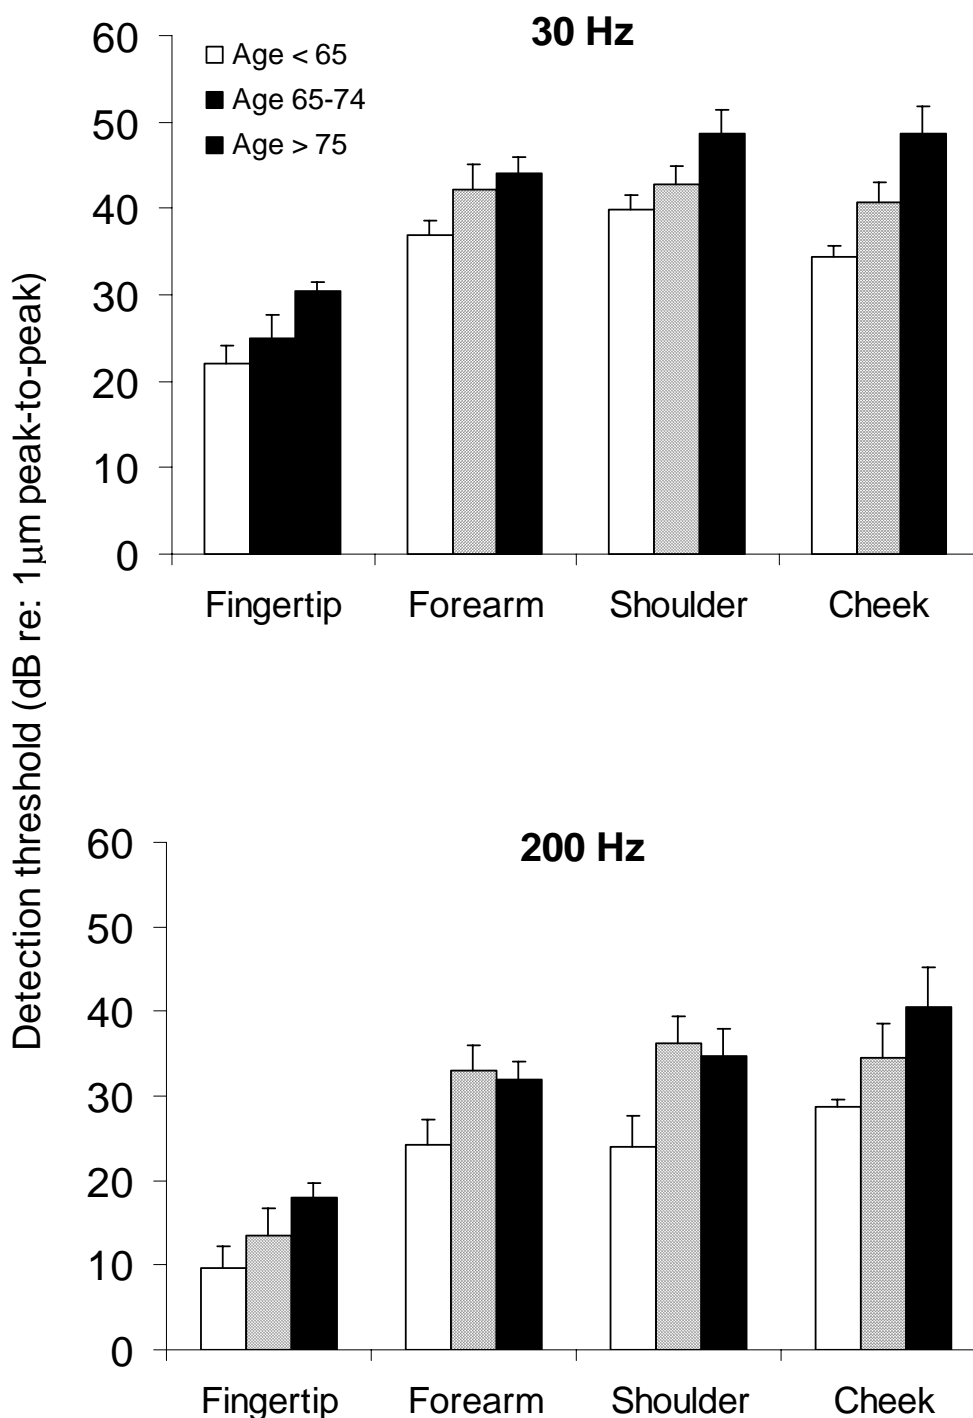 Detection threshold (dB re: 1μm peak-to-peak)
30 Hz
60
50
40
30
20
10
0
Age < 65
Age 65-74
Age > 75
Fingertip Forearm Shoulder Cheek
200 Hz
60
50
40
30
20
10
0
Fingertip Forearm Shoulder Cheek